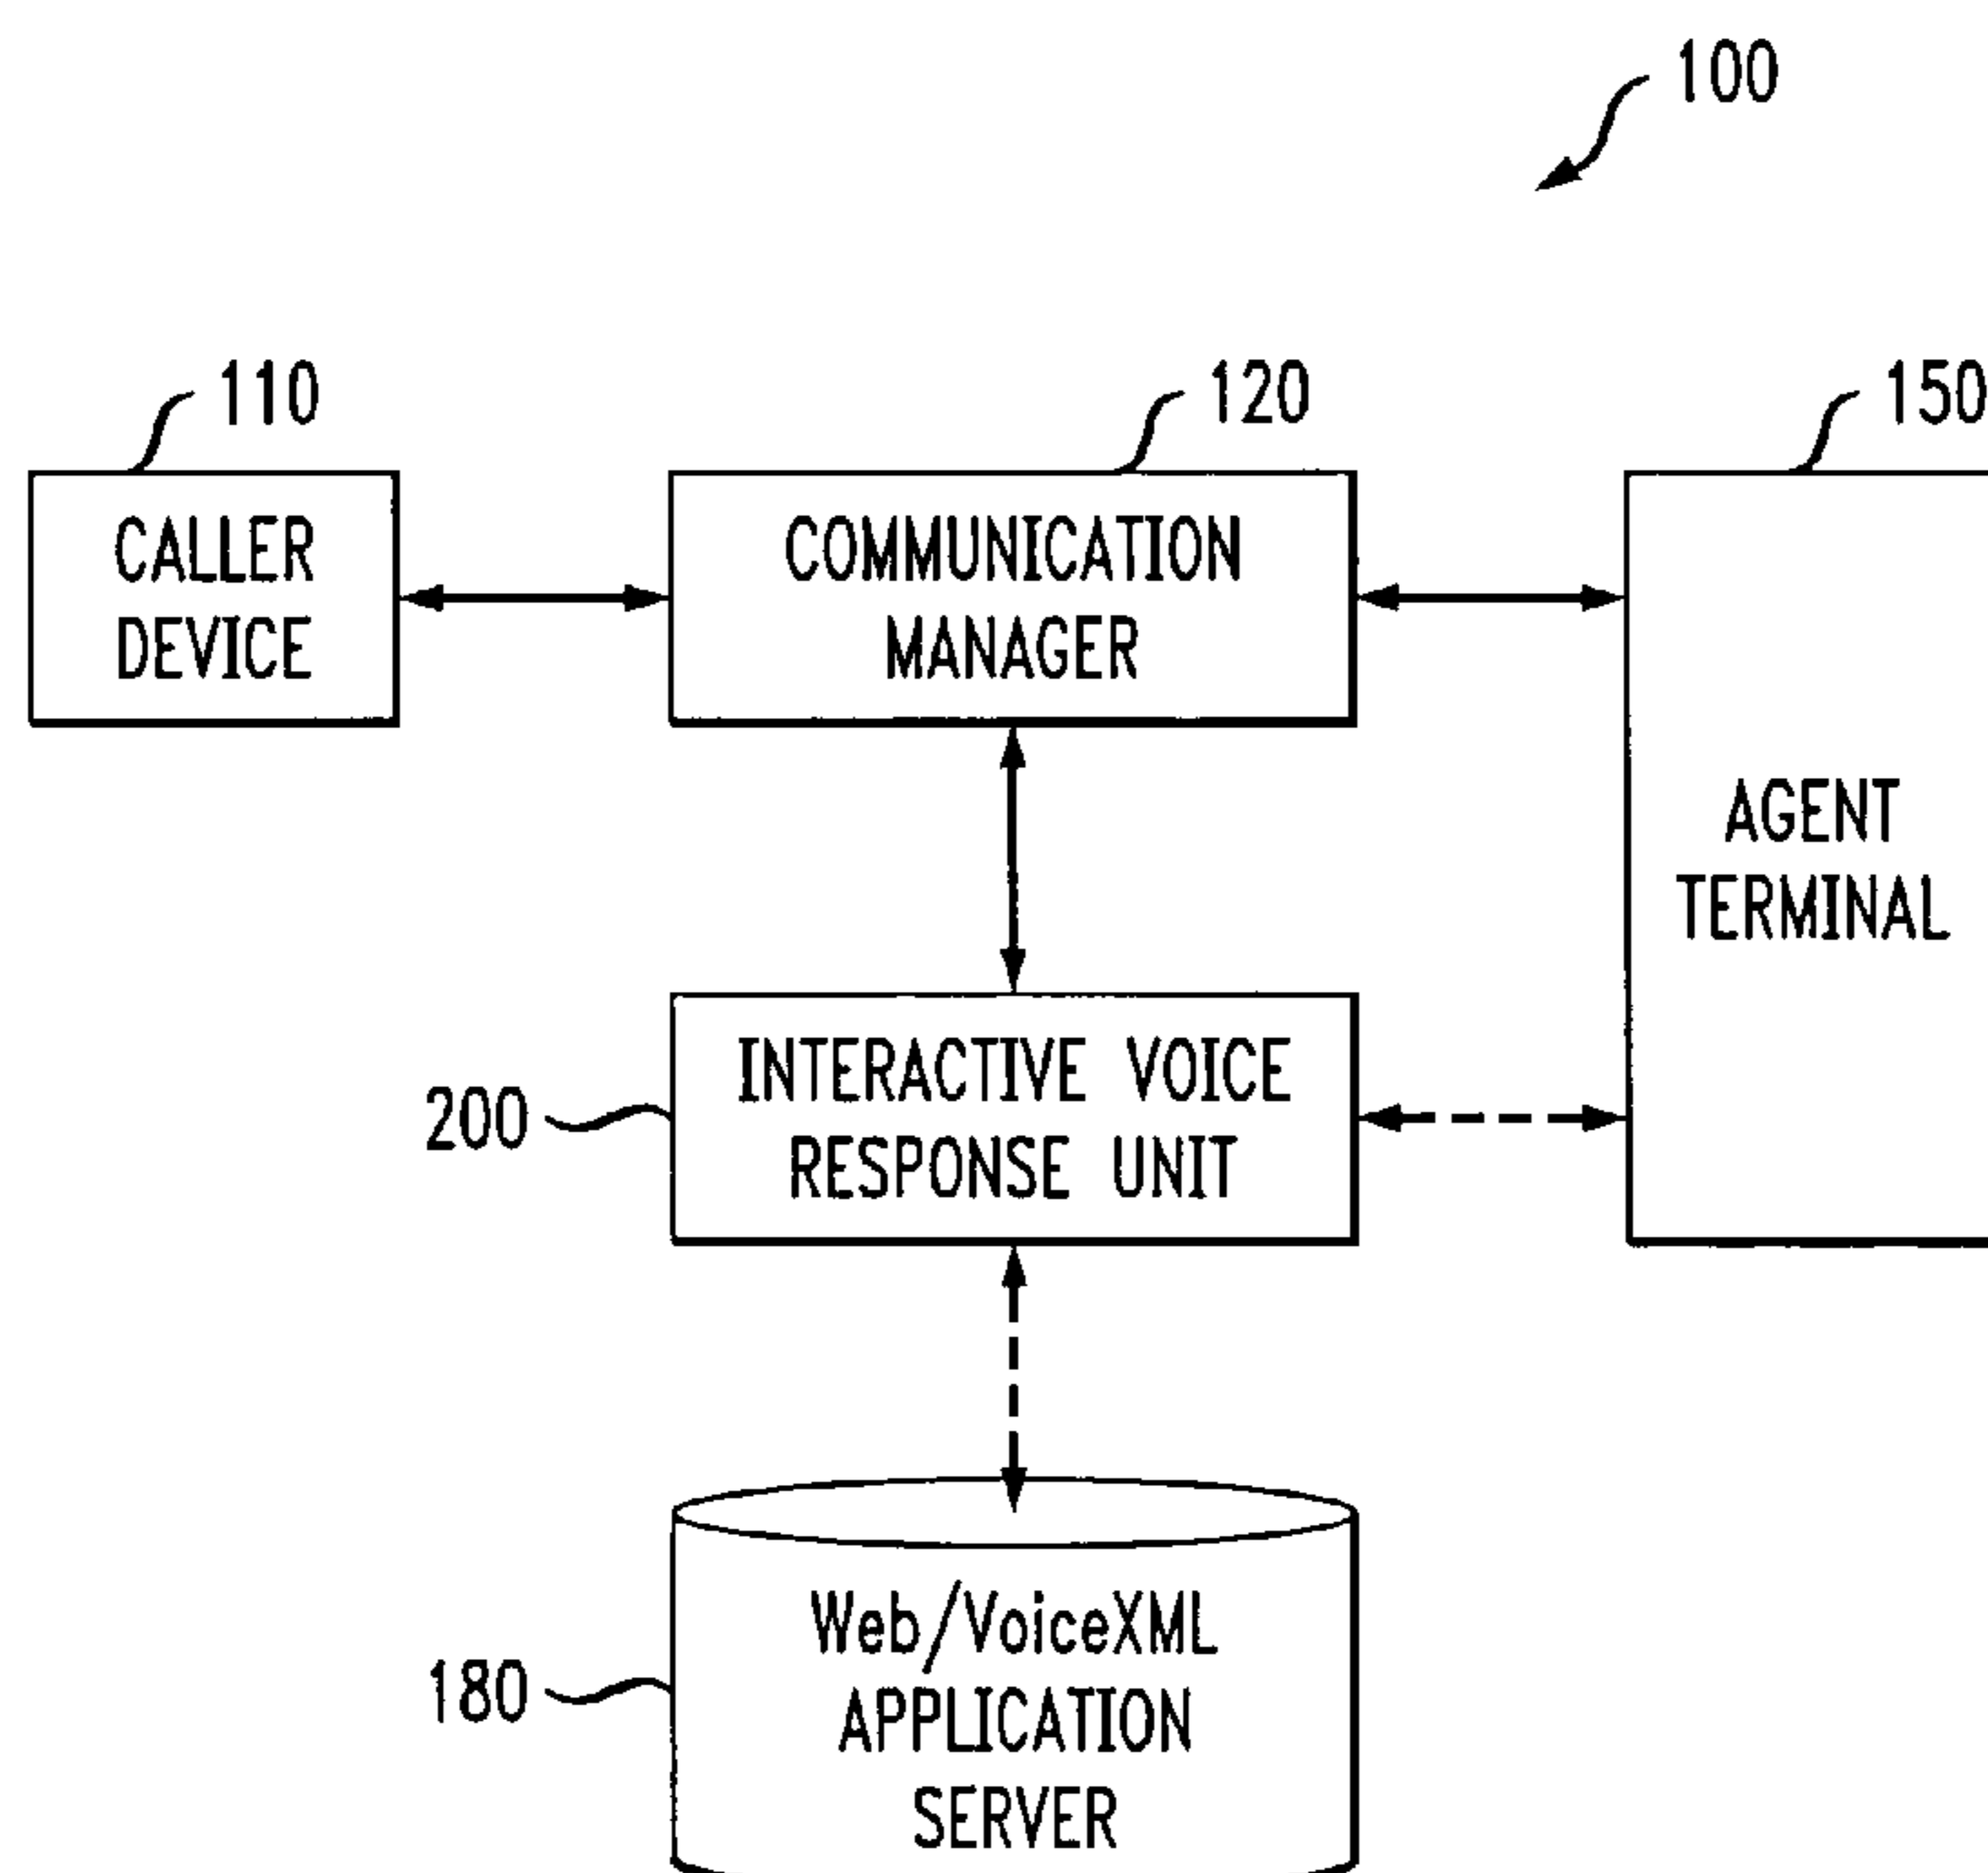 100
110
120
150
CALLER
DEVICE
COMMUNICATION
MANAGER
AGENT
TERMINAL
200
INTERACTIVE VOICE
RESPONSE UNIT
180
Web/VoiceXML
APPLICATION
SERVER